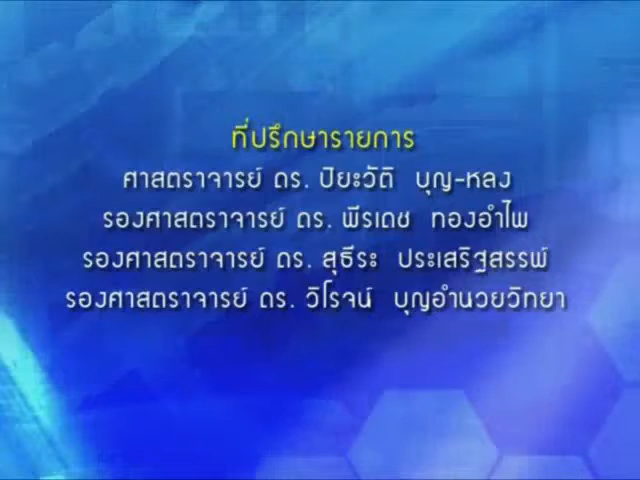 ที่ปรึกษารายการ
ศาสตราจารย์ ดร. ปิยะวัติ บุญ-หลง
รองศาสตราจารย์ ดร. พีรเดช ทองอำไพ
รองศาสตราจารย์ ดร. สุธีระ ประเสริฐสรรพ์
รองศาสตราจารย์ ดร. วิโรจน์ บุญอำนวยวิทยา